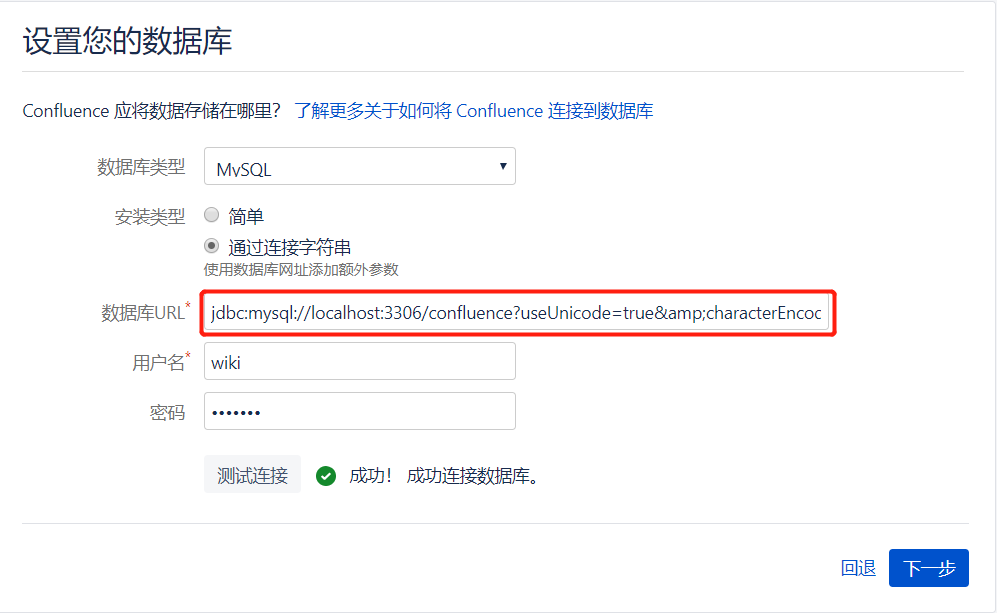 设置您的数据库
Confluence 应将数据存储在哪里? 了解更多关于如何将 Confluence 连接到数据库
数据库类型 MySQL
安装类型 简单
通过连接字符串
使用数据库网址添加额外参数
数据库URL* jdbc:mysql://localhost:3306/confluence?useUnicode=true&amp;characterEncoc
用户名* wiki
密码 •••••••
测试连接 成功! 成功连接数据库。
回退 下一步